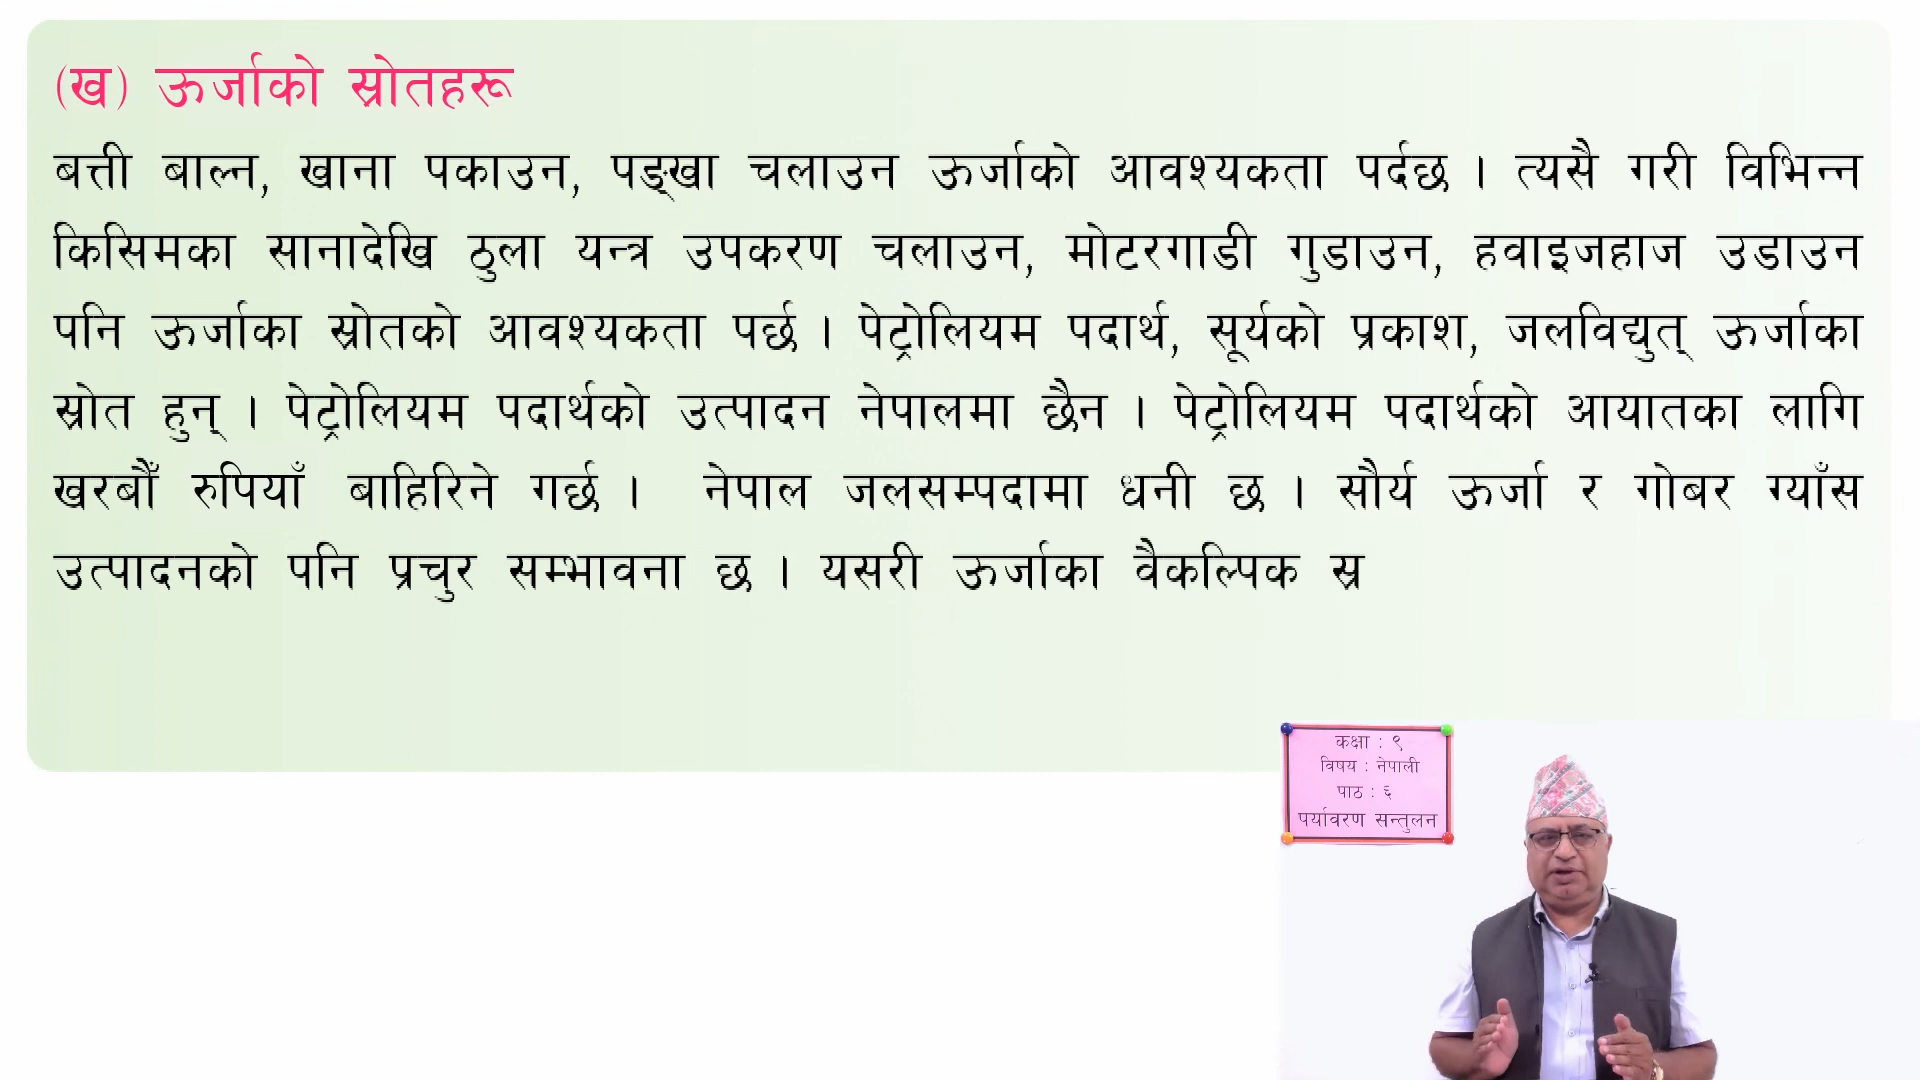 (ख) ऊर्जाको स्रोतहरू
बत्ती बाल्न, खाना पकाउन, पङ्खा चलाउन ऊर्जाको आवश्यकता पर्दछ । त्यसै गरी विभिन्न
किसिमका सानादेखि ठुला यन्त्र उपकरण चलाउन, मोटरगाडी गुडाउन, हवाइजहाज उडाउन
पनि ऊर्जाका स्रोतको आवश्यकता पर्छ । पेट्रोलियम पदार्थ, सूर्यको प्रकाश, जलविद्युत् ऊर्जाका
स्रोत हुन् । पेट्रोलियम पदार्थको उत्पादन नेपालमा छैन । पेट्रोलियम पदार्थको आयातका लागि
खरबौँ रुपियाँ बाहिरिने गर्छ । नेपाल जलसम्पदामा धनी छ । सौर्य ऊर्जा र गोबर ग्याँस
उत्पादनको पनि प्रचुर सम्भावना छ । यसरी ऊर्जाका वैकल्पिक स्र
कक्षा : ९
विषय : नेपाली
पाठ : ६
पर्यावरण सन्तुलन